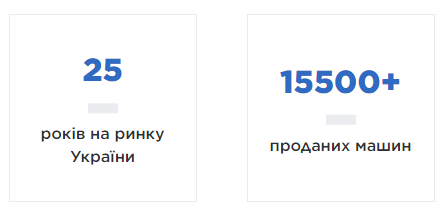 25
років на ринку
України
15500+
проданих машин